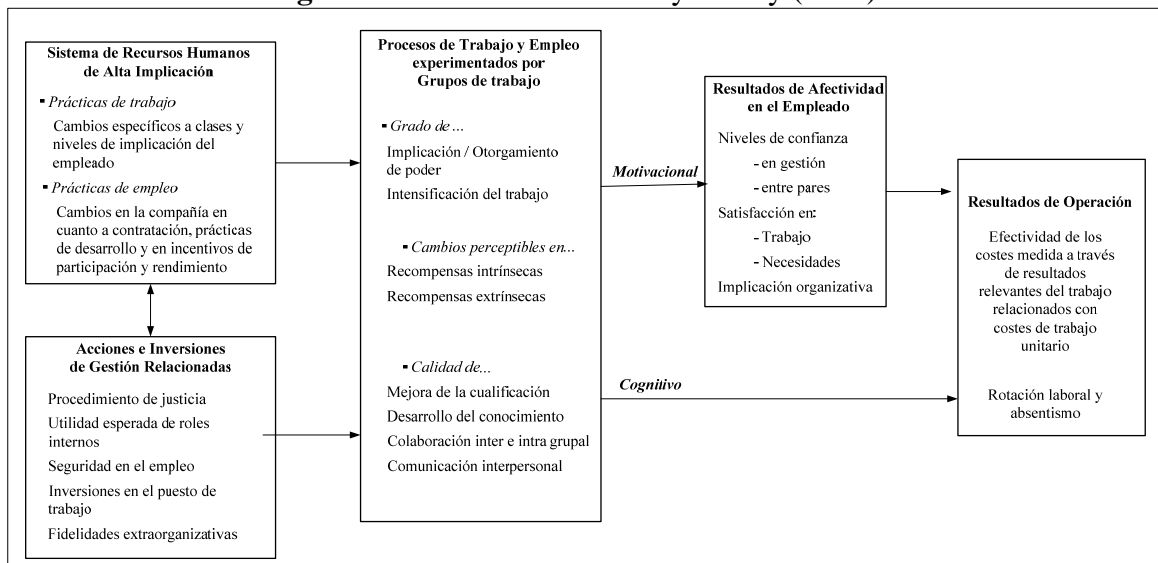 Sistema de Recursos Humanos
de Alta Implicación
▪ Prácticas de trabajo
Cambios específicos a clases y
niveles de implicación del
empleado
▪ Prácticas de empleo
Cambios en la compañía en
cuanto a contratación, prácticas
de desarrollo y en incentivos de
participación y rendimiento
Acciones e Inversiones
de Gestión Relacionadas
Procedimiento de justicia
Utilidad esperada de roles
internos
Seguridad en el empleo
Inversiones en el puesto de
trabajo
Fidelidades extraorganizativas
Procesos de Trabajo y Empleo
experimentados por
Grupos de trabajo
▪ Grado de ...
Implicación / Otorgamiento
de poder
Intensificación del trabajo
▪ Cambios perceptibles en...
Recompensas intrínsecas
Recompensas extrínsecas
▪ Calidad de...
Mejora de la cualificación
Desarrollo del conocimiento
Colaboración inter e intra grupal
Comunicación interpersonal
Motivacional
Cognitivo
Resultados de Afectividad
en el Empleado
Niveles de confianza
- en gestión
- entre pares
Satisfacción en:
- Trabajo
- Necesidades
Implicación organizativa
Resultados de Operación
Efectividad de los
costes medida a través
de resultados
relevantes del trabajo
relacionados con
costes de trabajo
unitario
Rotación laboral y
absentismo